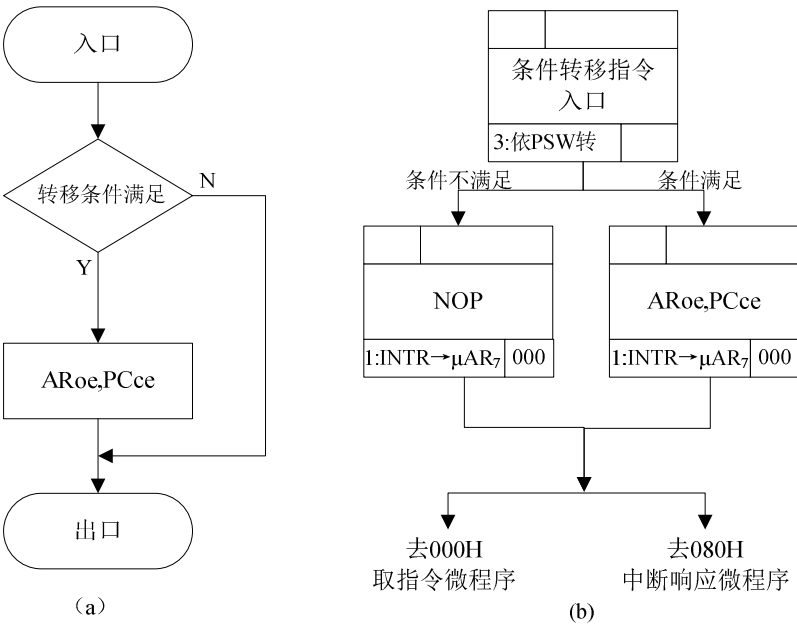 入口
转移条件满足
N
Y
ARoe,PCce
出口
（a）
条件转移指令
入口
3:依PSW转
条件不满足
条件满足
NOP
1:INTR→μAR₇
000
ARoe,PCce
1:INTR→μAR₇
000
去000H
取指令微程序
去080H
中断响应微程序
(b)